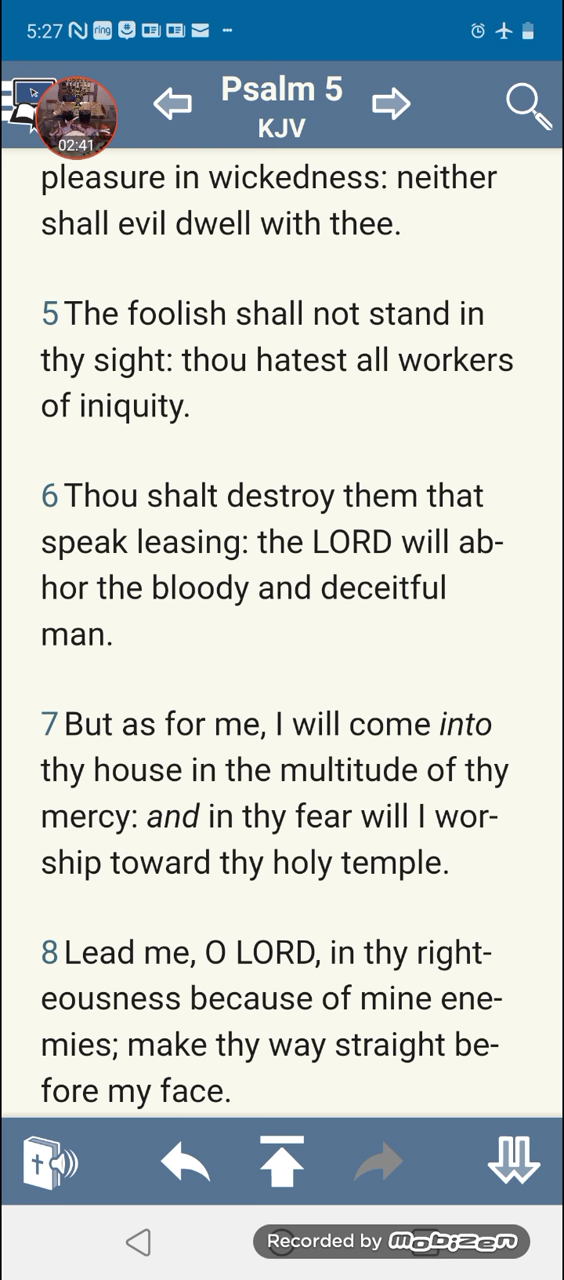 5:27
ring
Psalm 5
KJV
02:41
pleasure in wickedness: neither
shall evil dwell with thee.
5 The foolish shall not stand in
thy sight: thou hatest all workers
of iniquity.
6 Thou shalt destroy them that
speak leasing: the LORD will ab-
hor the bloody and deceitful
man.
7 But as for me, I will come into
thy house in the multitude of thy
mercy: and in thy fear will I wor-
ship toward thy holy temple.
8 Lead me, O LORD, in thy right-
eousness because of mine ene-
mies; make thy way straight be-
fore my face.
Recorded by mobizen